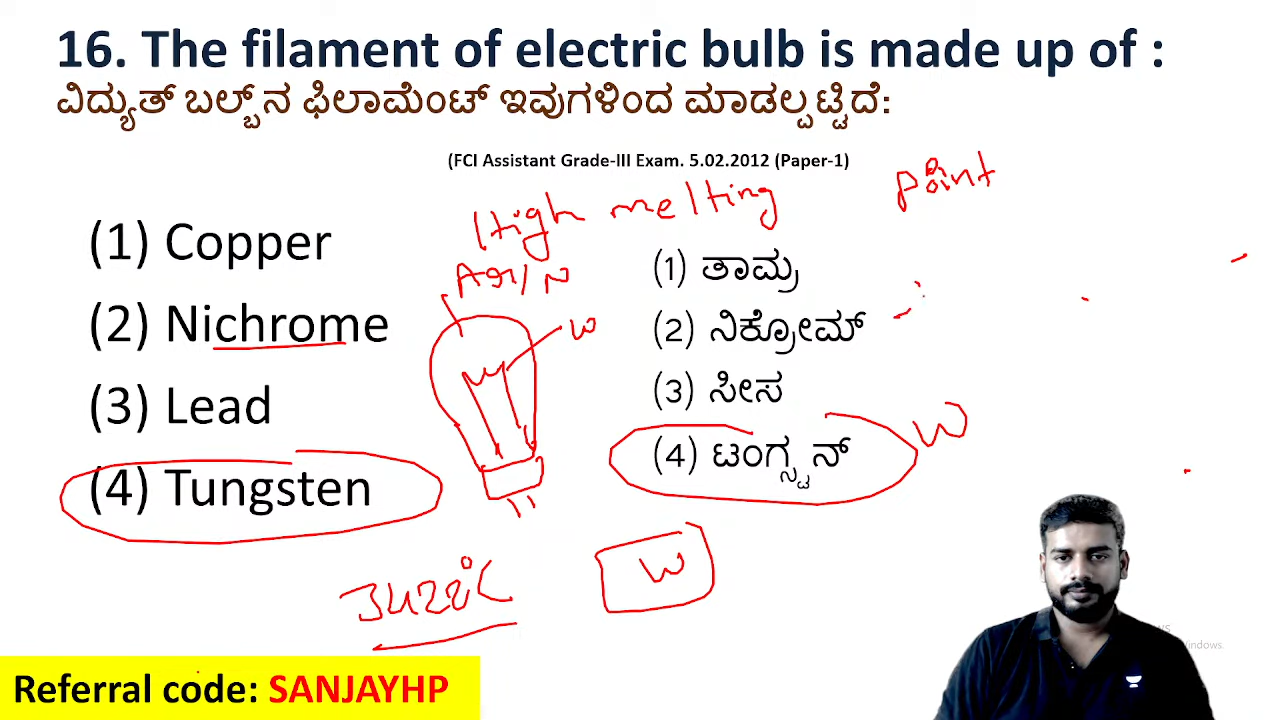 16. The filament of electric bulb is made up of :
ವಿದ್ಯುತ್ ಬಲ್ಬ್‌ನ ಫಿಲಾಮೆಂಟ್ ಇವುಗಳಿಂದ ಮಾಡಲ್ಪಟ್ಟಿದೆ:
(FCI Assistant Grade-III Exam. 5.02.2012 (Paper-1)
High melting point
(1) Copper
(2) Nichrome
(3) Lead
(4) Tungsten
W
(1) ತಾಮ್ರ
(2) ನಿಕ್ರೋಮ್
(3) ಸೀಸ
(4) ಟಂಗ್ಸ್ಟನ್
W
3422°C
W
Referral code: SANJAYHP